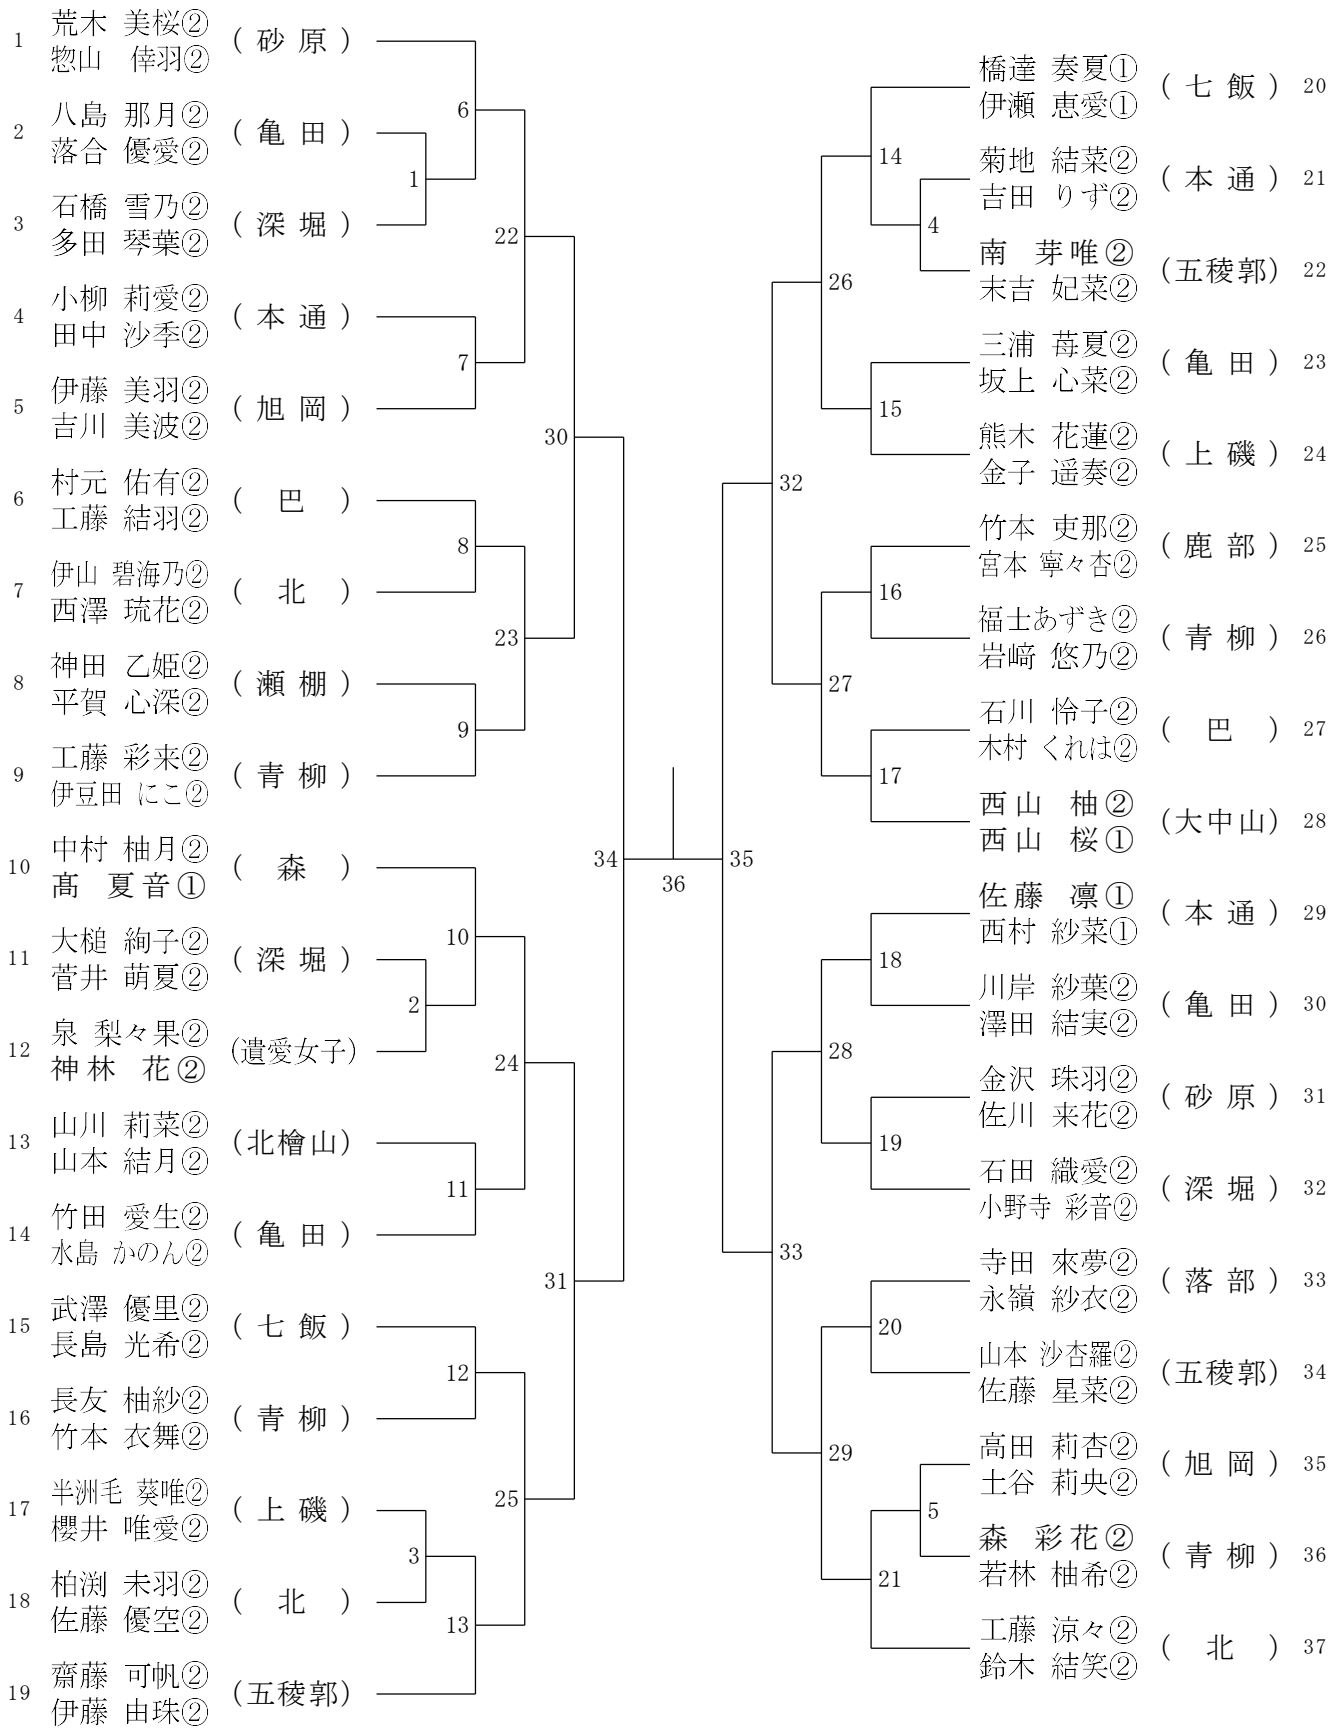 1 荒木 美桜② (砂原)
惣山 倖羽②
2 八島 那月② (亀田)
落合 優愛②
3 石橋 雪乃② (深堀)
多田 琴葉②
4 小柳 莉愛② (本通)
田中 沙季②
5 伊藤 美羽② (旭岡)
吉川 美波②
6 村元 佑有② (巴)
工藤 結羽②
7 伊山 碧海乃② (北)
西澤 琉花②
8 神田 乙姫② (瀬棚)
平賀 心深②
9 工藤 彩来② (青柳)
伊豆田 にこ②
10 中村 柚月② (森)
髙 夏音①
11 大槌 絢子② (深堀)
菅井 萌夏②
12 泉 梨々果② (遺愛女子)
神林 花②
13 山川 莉菜② (北檜山)
山本 結月②
14 竹田 愛生② (亀田)
水島 かのん②
15 武澤 優里② (七飯)
長島 光希②
16 長友 柚紗② (青柳)
竹本 衣舞②
17 半洲毛 葵唯② (上磯)
櫻井 唯愛②
18 柏渕 未羽② (北)
佐藤 優空②
19 齋藤 可帆② (五稜郭)
伊藤 由珠②
6
1
22
7
30
8
23
9
34
10
2
24
11
31
12
25
3
13
36
35
14
4
26
15
32
16
27
17
18
28
19
33
20
29
5
21
橋達 奏夏① (七飯) 20
伊瀬 恵愛①
菊地 結菜② (本通) 21
吉田 りず②
南 芽唯② (五稜郭) 22
末吉 妃菜②
三浦 苺夏② (亀田) 23
坂上 心菜②
熊木 花蓮② (上磯) 24
金子 遥奏②
竹本 吏那② (鹿部) 25
宮本 寧々杏②
福士あずき② (青柳) 26
岩﨑 悠乃②
石川 怜子② (巴) 27
木村 くれは②
西山 柚② (大中山) 28
西山 桜①
佐藤 凛① (本通) 29
西村 紗菜①
川岸 紗葉② (亀田) 30
澤田 結実②
金沢 珠羽② (砂原) 31
佐川 来花②
石田 織愛② (深堀) 32
小野寺 彩音②
寺田 來夢② (落部) 33
永嶺 紗衣②
山本 沙杏羅② (五稜郭) 34
佐藤 星菜②
高田 莉杏② (旭岡) 35
土谷 莉央②
森 彩花② (青柳) 36
若林 柚希②
工藤 涼々② (北) 37
鈴木 結笑②